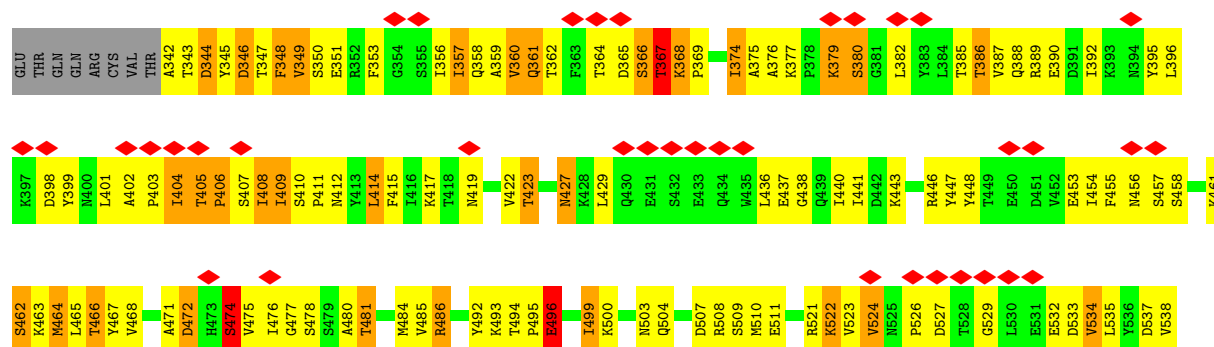 GLU THR GLN GLN ARG CYS VAL THR A342 T343 D344 Y345 D346 T347 F348 V349 S350 E351 R352 F353 G354 S355 I356 I357 Q358 A359 V360 Q361 T362 F363 T364 D365 S366 T367 K368 P369 I374 A375 A376 K377 P378 K379 S380 G381 L382 Y383 L384 T385 T386 V387 Q388 R389 E390 D391 I392 K393 N394 Y395 L396
K397 D398 Y399 N400 L401 A402 P403 I404 T405 P406 S407 I408 I409 S410 P411 N412 Y413 L414 F415 I416 K417 T418 N419 V422 T423 N427 K428 L429 Q430 E431 S432 E433 Q434 W435 L436 E437 G438 Q439 I440 I441 D442 K443 R446 Y447 Y448 T449 E450 D451 V452 E453 I454 F455 N456 S457 S458 K461
S462 K463 M464 L465 T466 Y467 V468 A471 D472 H473 S474 V475 I476 G477 S478 S479 A480 T481 M484 V485 R486 Y492 K493 T494 P495 E496 I499 K500 N503 Q504 D507 R508 S509 M510 E511 R521 K522 V523 V524 N525 P526 D527 T528 G529 L530 E531 E532 D533 V534 L535 Y536 D537 V538